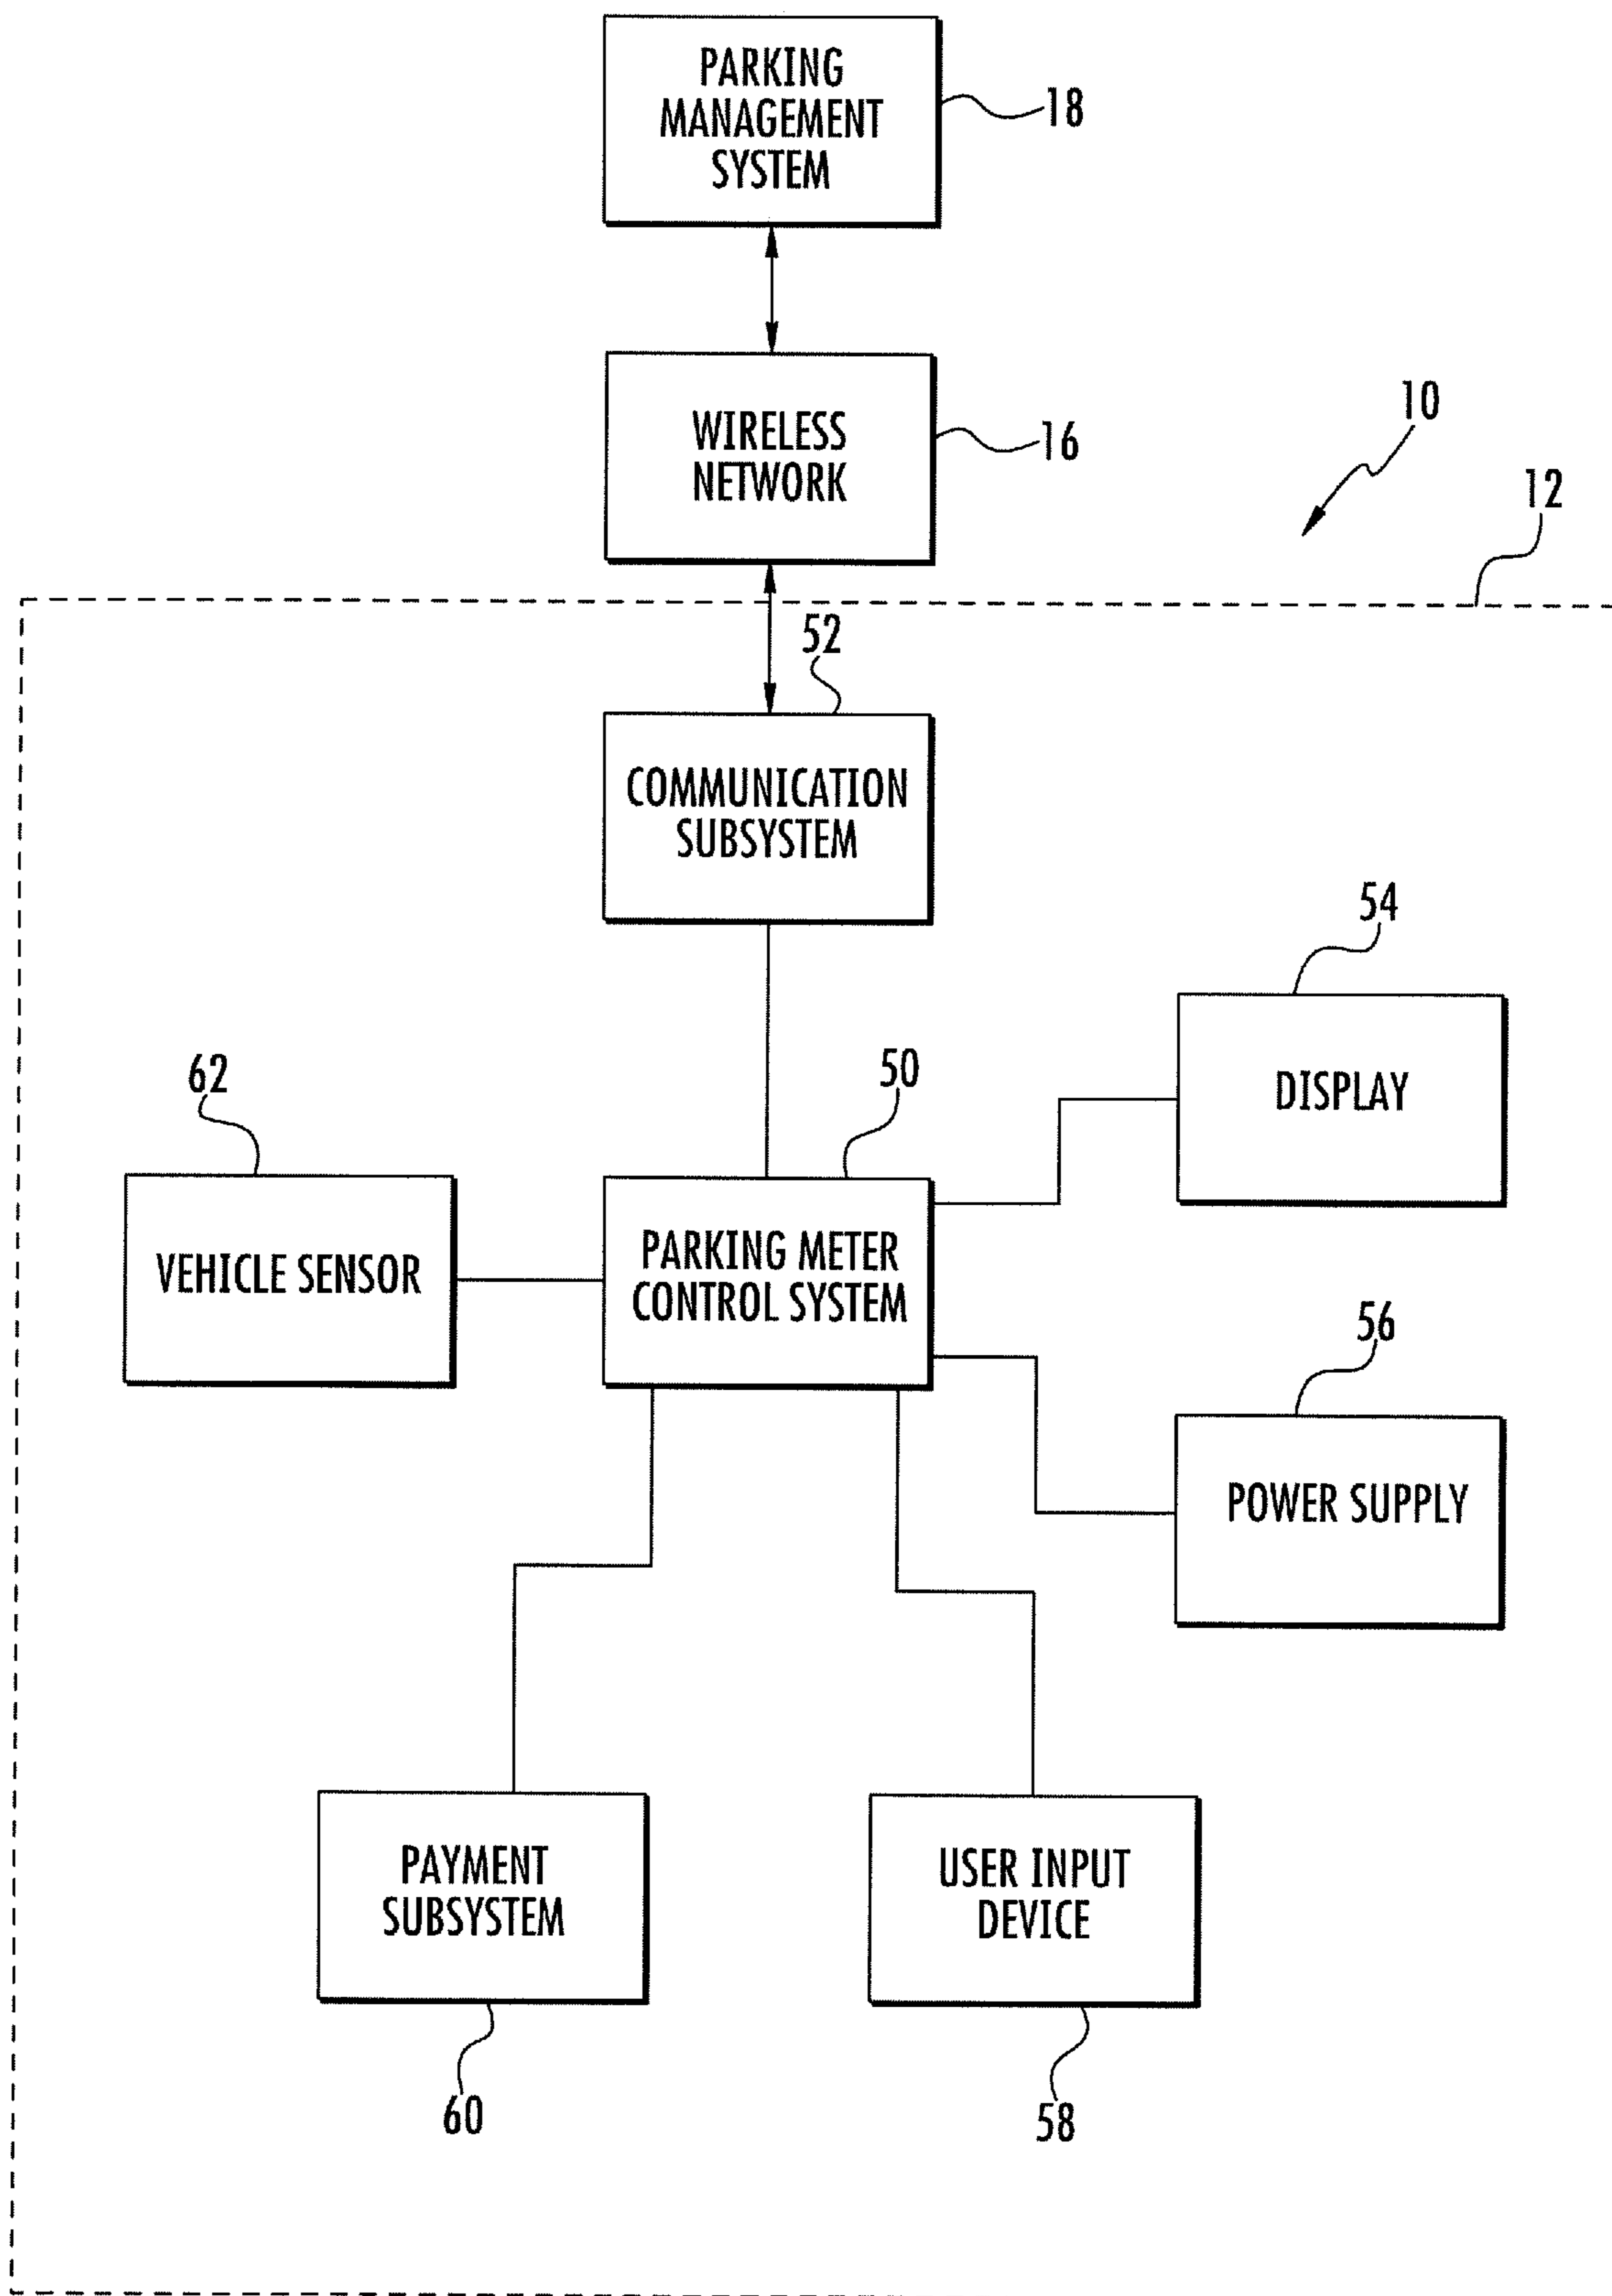 PARKING
MANAGEMENT
SYSTEM
18
WIRELESS
NETWORK
16
10
12
52
COMMUNICATION
SUBSYSTEM
54
DISPLAY
62
50
VEHICLE SENSOR
PARKING METER
CONTROL SYSTEM
56
POWER SUPPLY
PAYMENT
SUBSYSTEM
USER INPUT
DEVICE
60
58